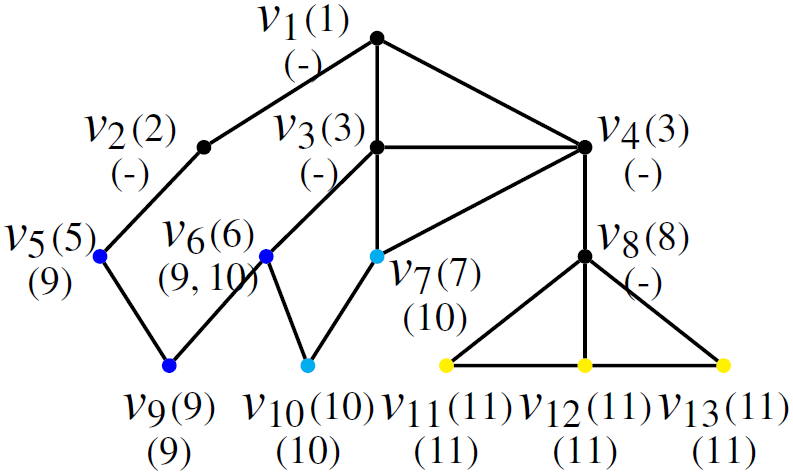 v1(1)
(-)
v2(2) v3(3) v4(3)
(-) (-) (-)
v5(5) v6(6) v7(7) v8(8)
(9) (9, 10) (10) (-)
v9(9) v10(10) v11(11) v12(11) v13(11)
(9) (10) (11) (11) (11)